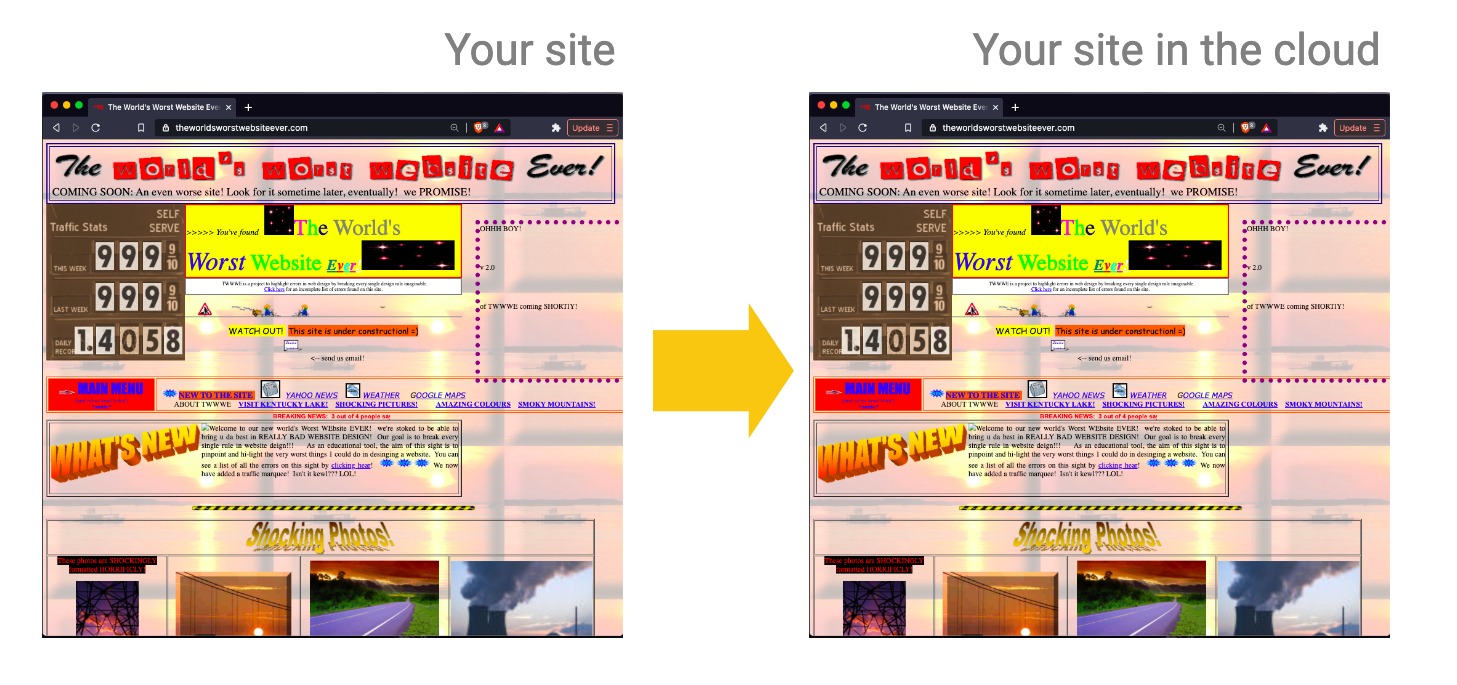 Your site
Your site in the cloud
The World's Worst Website Eve
theworldsworstwebsiteever.com
Update
The World's Worst Website Ever!
COMING SOON: An even worse site! Look for it sometime later, eventually! we PROMISE!
Traffic Stats
SELF
SERVE
THIS WEEK 999 9/10
LAST WEEK 999 9/10
DAILY
RECOR 1.4058
>>>>> You've found The World's
Worst Website Ever
TWWWE is a project to highlight errors in web design by breaking every single design rule imaginable.
Click here for an incomplete list of errors found on this site.
OHHH BOY!
v 2.0
of TWWWE coming SHORTlY!
WATCH OUT! This site is under construction! =)
<-- send us email!
MAIN MENU
NEW TO THE SITE YAHOO NEWS WEATHER GOOGLE MAPS
ABOUT TWWWE VISIT KENTUCKY LAKE! SHOCKING PICTURES! AMAZING COLOURS SMOKY MOUNTAINS!
BREAKING NEWS: 3 out of 4 people say
WHAT'S NEW
Welcome to our new world's Worst WEbsite EVER! we're stoked to be able to
bring u da best in REALLY BAD WEBSITE DESIGN! Our goal is to break every
single rule in website deign!!! As an educational tool, the aim of this sight is to
pinpoint and hi-light the very worst things I could do in desinging a website. You can
see a list of all the errors on this sight by clicking hear! We now
have added a traffic marquee! Isn't it kewl??? LOL!
Shocking Photos!
These photos are SHOCKINGLY
formatted HORRIFICLY!
The World's Worst Website Eve
theworldsworstwebsiteever.com
Update
The World's Worst Website Ever!
COMING SOON: An even worse site! Look for it sometime later, eventually! we PROMISE!
Traffic Stats
SELF
SERVE
THIS WEEK 999 9/10
LAST WEEK 999 9/10
DAILY
RECOR 1.4058
>>>>> You've found The World's
Worst Website Ever
TWWWE is a project to highlight errors in web design by breaking every single design rule imaginable.
Click here for an incomplete list of errors found on this site.
OHHH BOY!
v 2.0
of TWWWE coming SHORTlY!
WATCH OUT! This site is under construction! =)
<-- send us email!
MAIN MENU
NEW TO THE SITE YAHOO NEWS WEATHER GOOGLE MAPS
ABOUT TWWWE VISIT KENTUCKY LAKE! SHOCKING PICTURES! AMAZING COLOURS SMOKY MOUNTAINS!
BREAKING NEWS: 3 out of 4 people say
WHAT'S NEW
Welcome to our new world's Worst WEbsite EVER! we're stoked to be able to
bring u da best in REALLY BAD WEBSITE DESIGN! Our goal is to break every
single rule in website deign!!! As an educational tool, the aim of this sight is to
pinpoint and hi-light the very worst things I could do in desinging a website. You can
see a list of all the errors on this sight by clicking hear! We now
have added a traffic marquee! Isn't it kewl??? LOL!
Shocking Photos!
These photos are SHOCKINGLY
formatted HORRIFICLY!